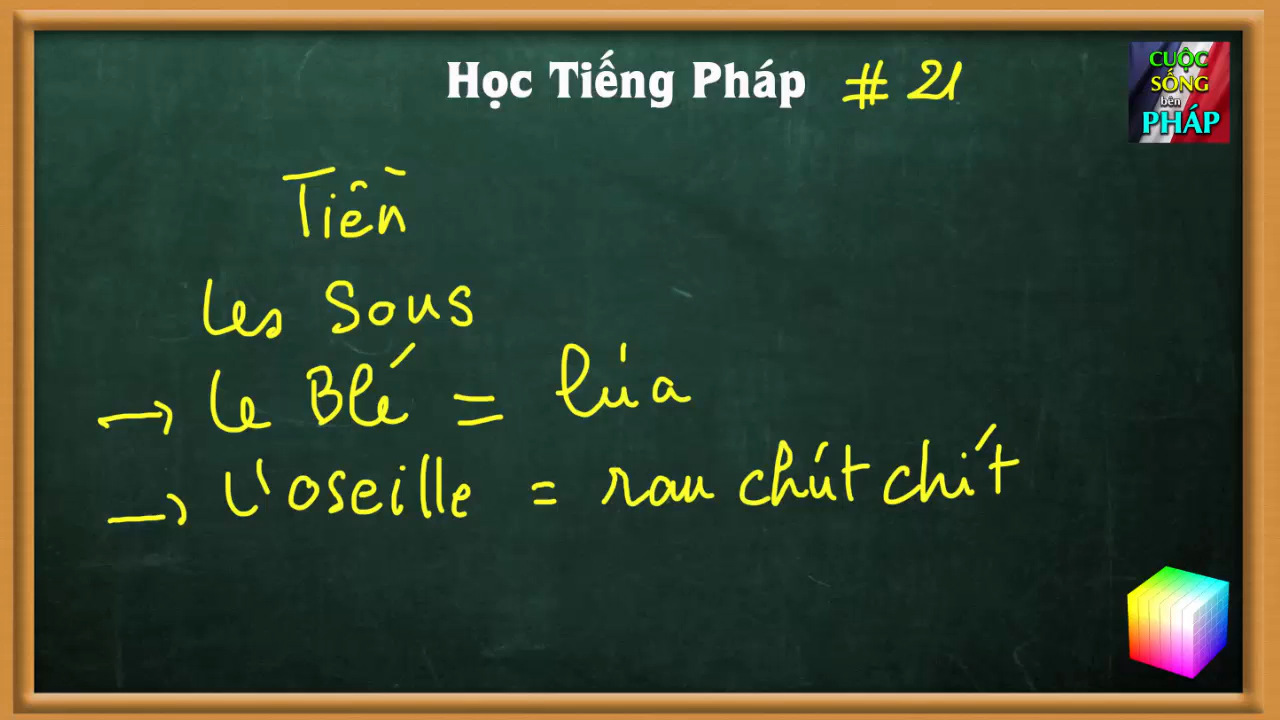 Học Tiếng Pháp # 21
CUỘC
SỐNG
bên
PHÁP
Tiền
les Sous
→ le Blé = lúa
→ l'oseille = rau chút chít